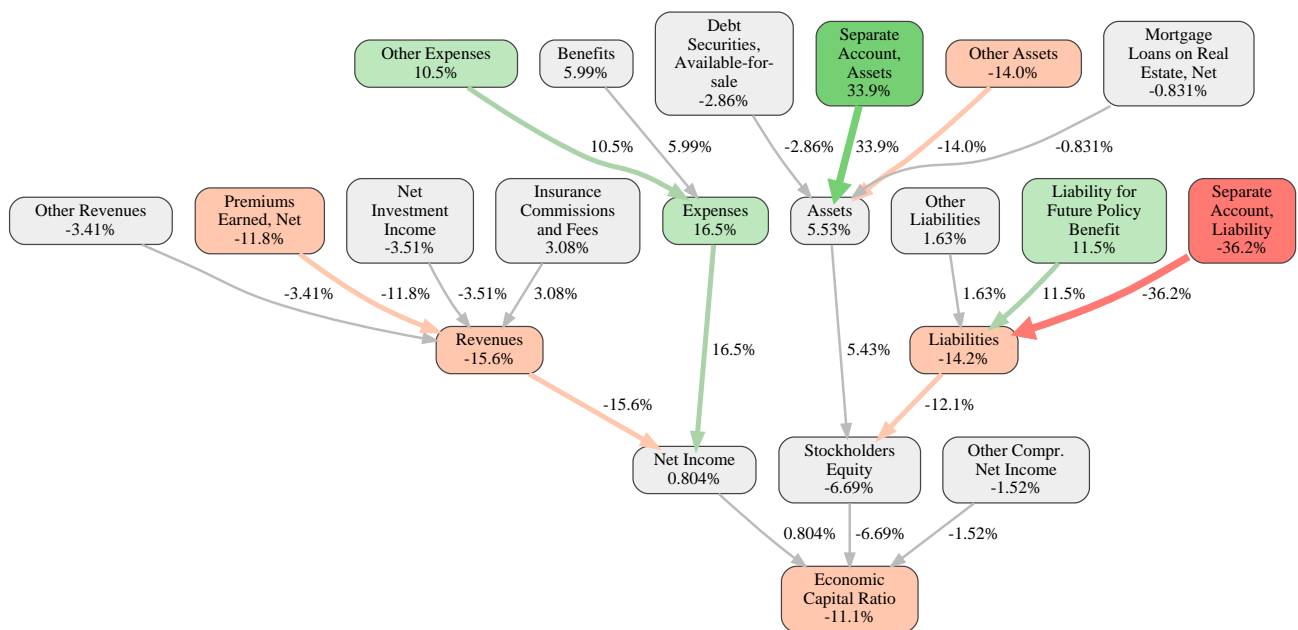 Other Expenses
10.5%
Benefits
5.99%
Debt
Securities,
Available-for-
sale
-2.86%
Separate
Account,
Assets
33.9%
Other Assets
-14.0%
Mortgage
Loans on Real
Estate, Net
-0.831%
10.5%
5.99%
-2.86%
33.9%
-14.0%
-0.831%
Other Revenues
-3.41%
Premiums
Earned, Net
-11.8%
Net
Investment
Income
-3.51%
Insurance
Commissions
and Fees
3.08%
Expenses
16.5%
Assets
5.53%
Other
Liabilities
1.63%
Liability for
Future Policy
Benefit
11.5%
Separate
Account,
Liability
-36.2%
-3.41%
-11.8%
-3.51%
3.08%
16.5%
5.43%
1.63%
11.5%
-36.2%
Revenues
-15.6%
Liabilities
-14.2%
-15.6%
-12.1%
Net Income
0.804%
Stockholders
Equity
-6.69%
Other Compr.
Net Income
-1.52%
0.804%
-6.69%
-1.52%
Economic
Capital Ratio
-11.1%